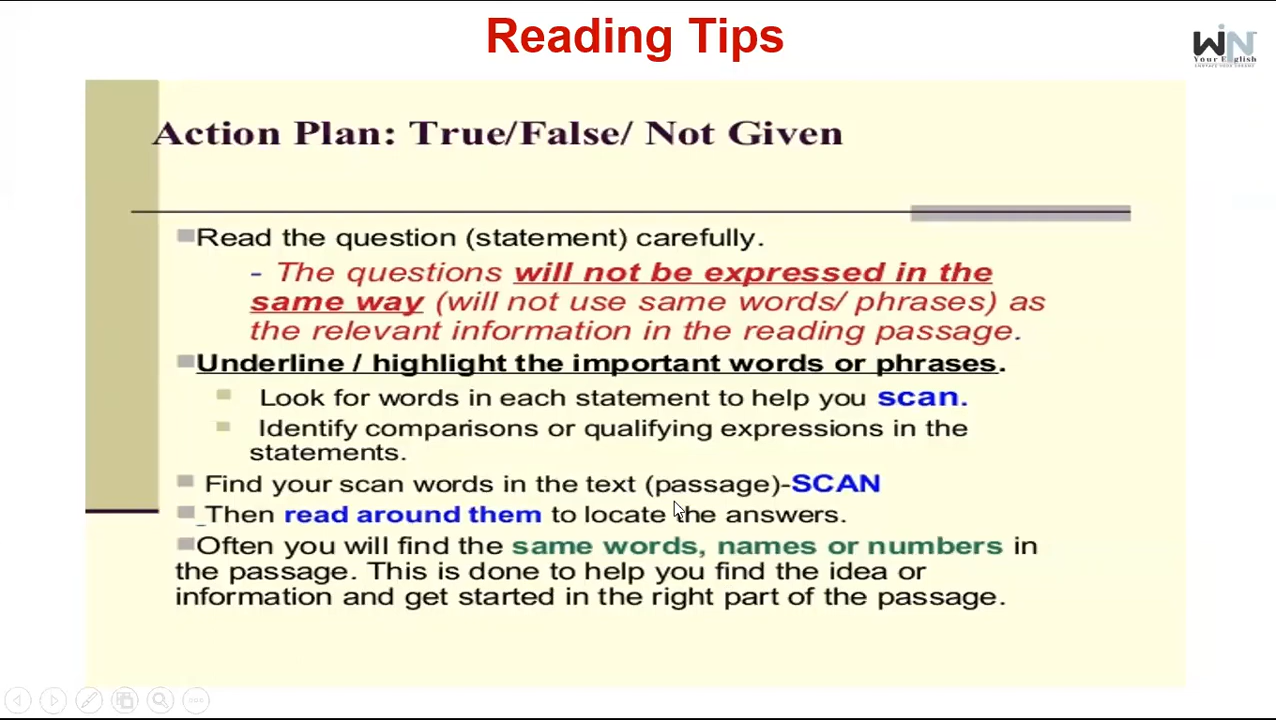 Reading Tips
WIN
Your English
Action Plan: True/False/ Not Given
Read the question (statement) carefully.
- The questions will not be expressed in the
same way (will not use same words/ phrases) as
the relevant information in the reading passage.
Underline / highlight the important words or phrases.
Look for words in each statement to help you scan.
Identify comparisons or qualifying expressions in the
statements.
Find your scan words in the text (passage)-SCAN
Then read around them to locate the answers.
Often you will find the same words, names or numbers in
the passage. This is done to help you find the idea or
information and get started in the right part of the passage.